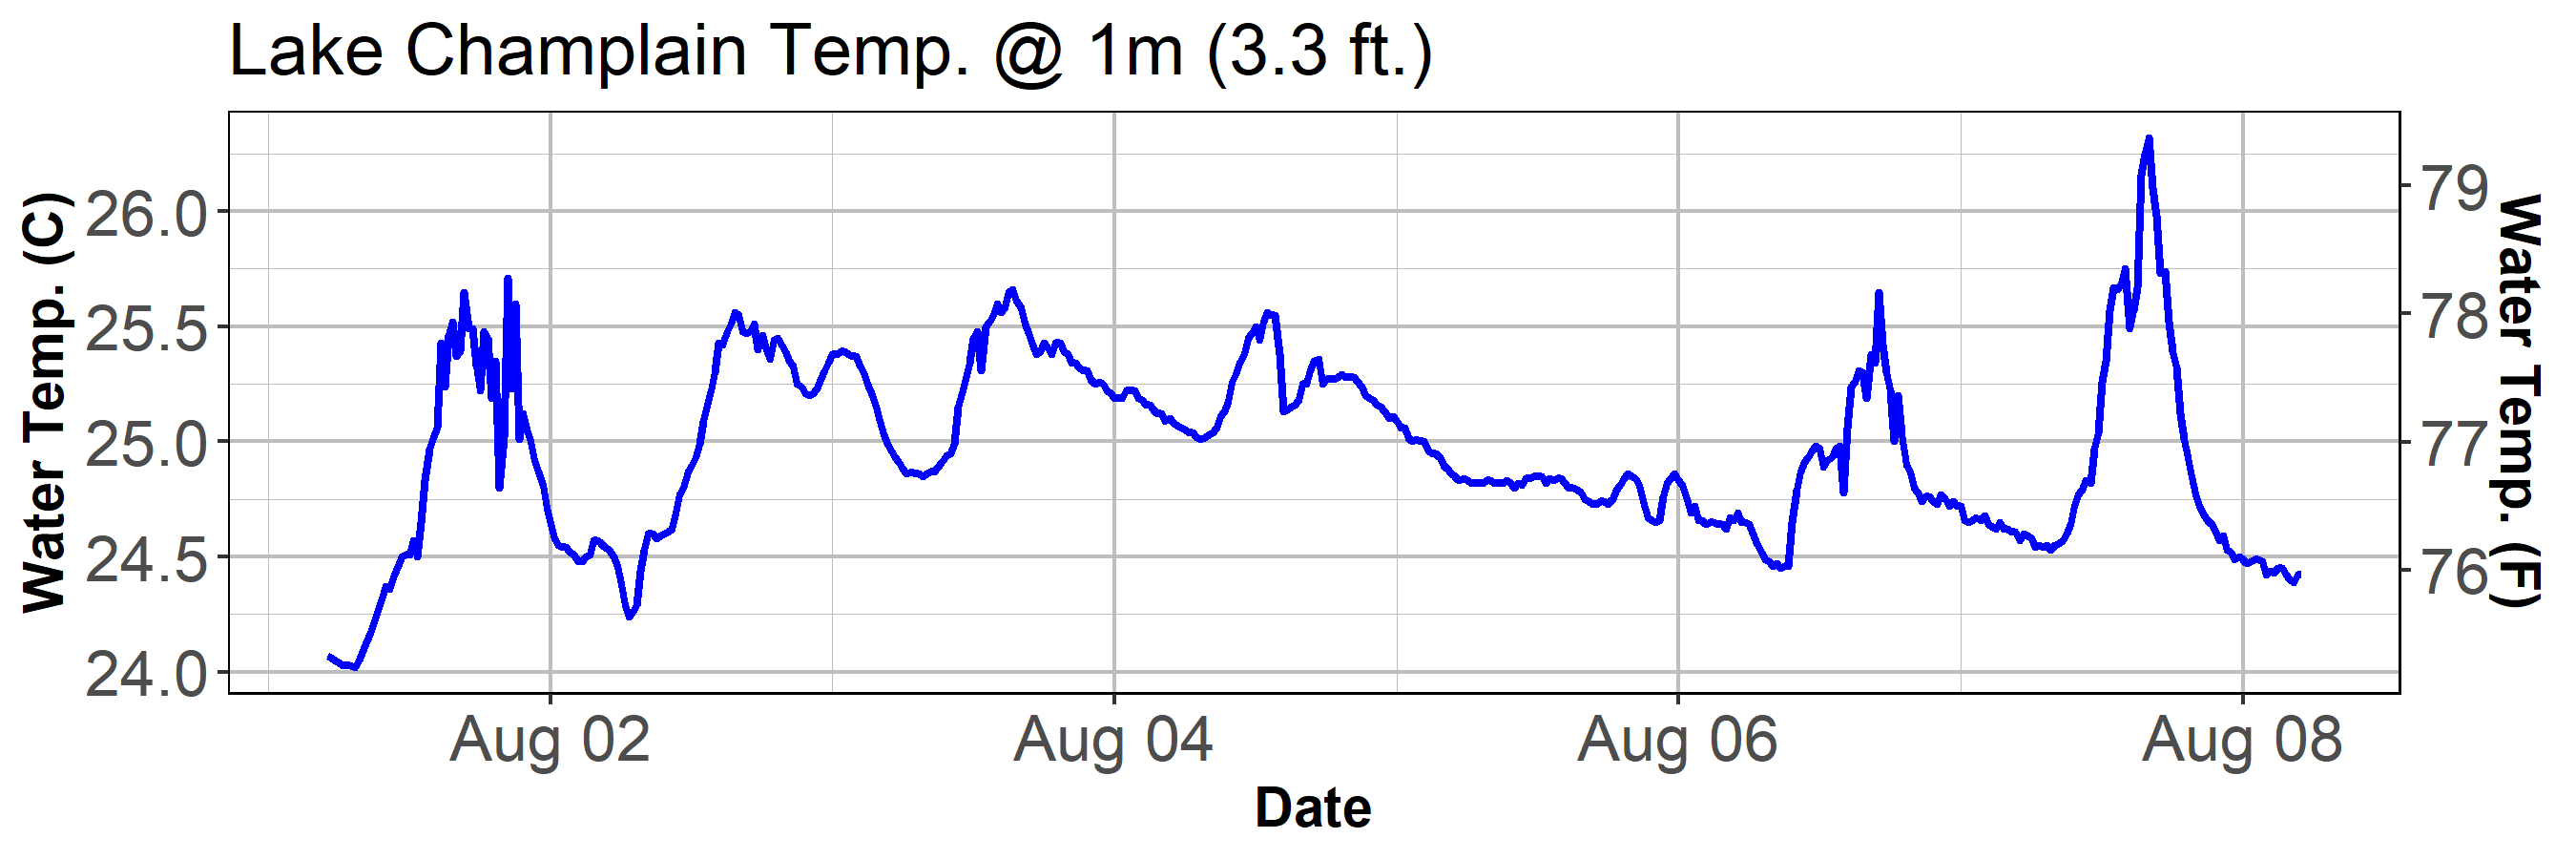 Lake Champlain Temp. @ 1m (3.3 ft.)
Water Temp. (C)
26.0
25.5
25.0
24.5
24.0
79
78
77
76
Water Temp. (F)
Aug 02 Aug 04 Aug 06 Aug 08
Date